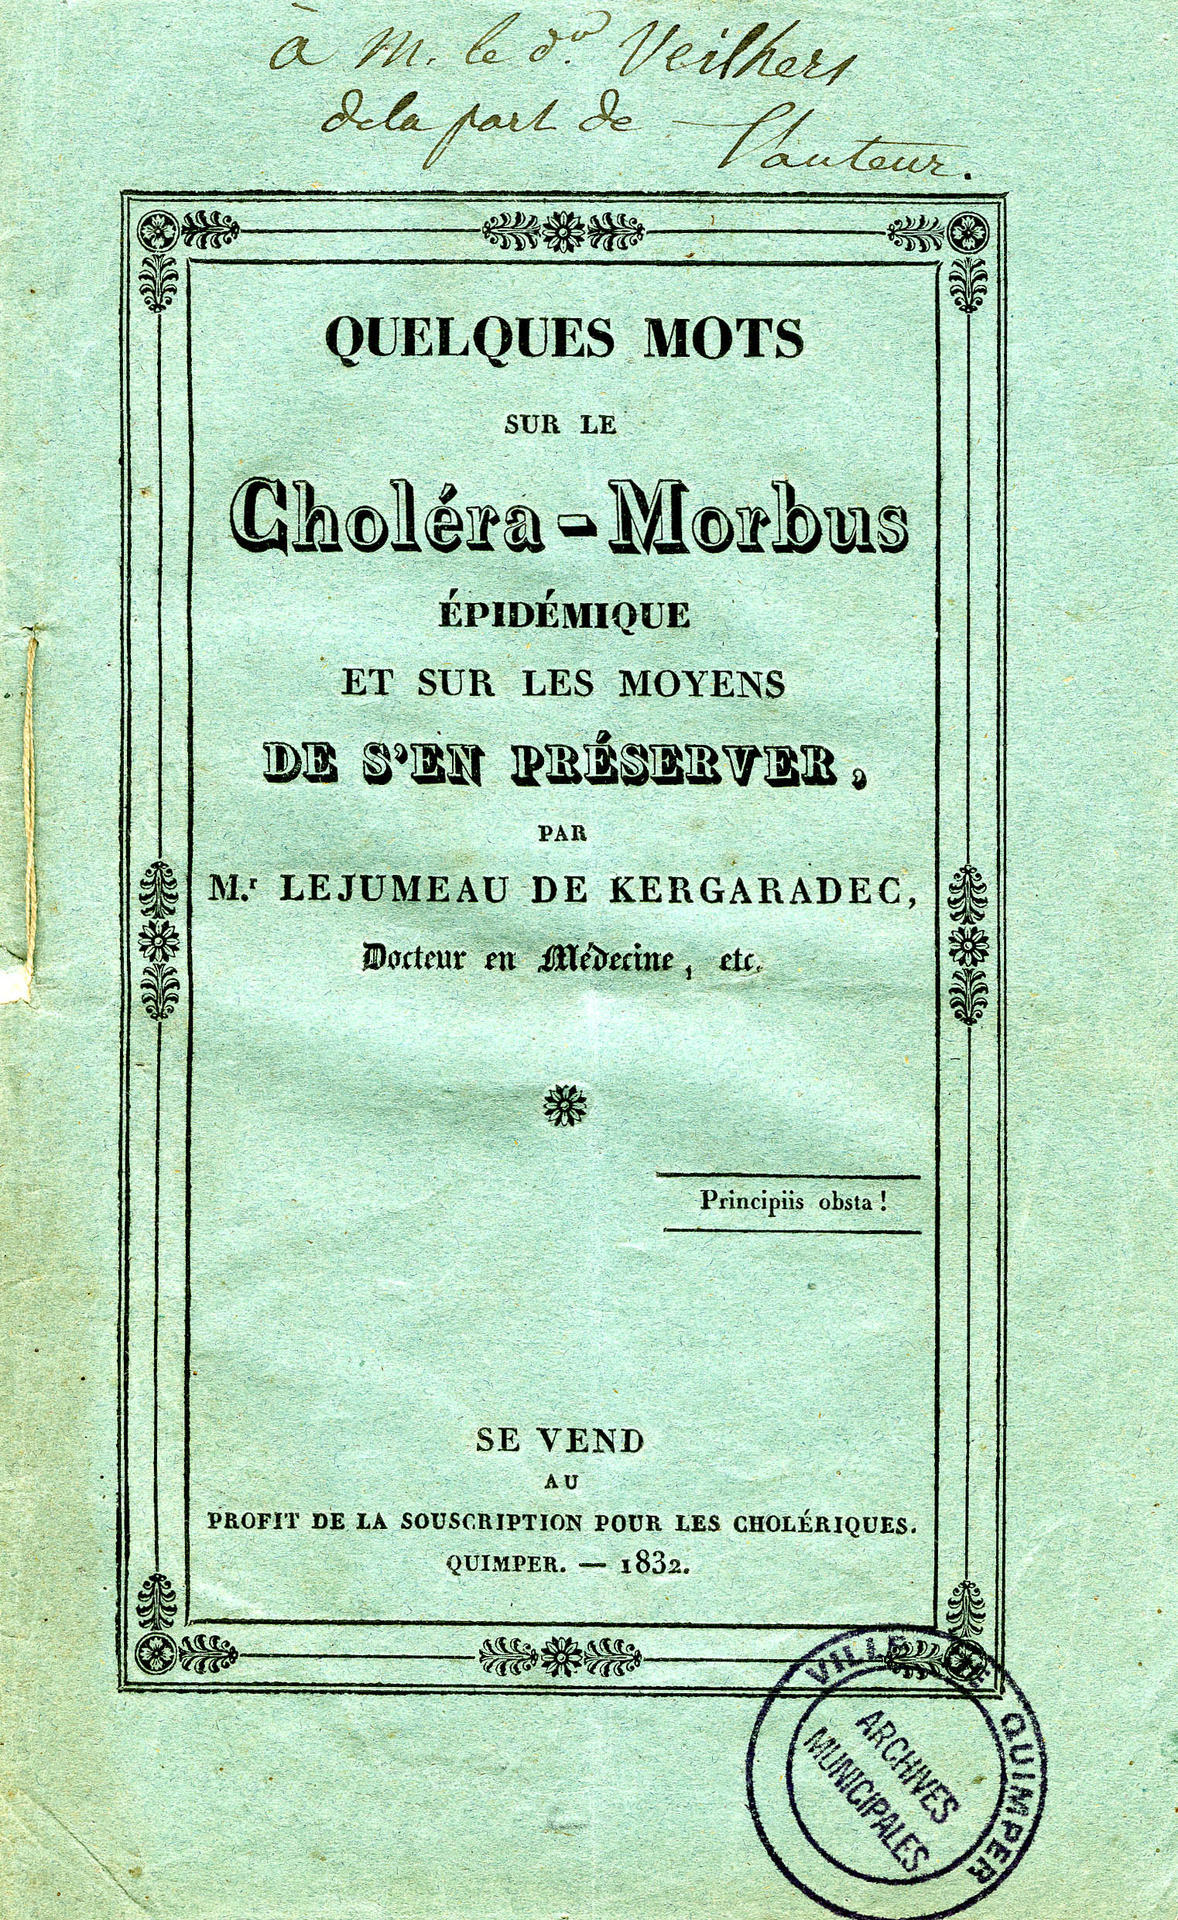 à M. le dr. Veilhers
de la part de l'auteur.
QUELQUES MOTS
SUR LE
Choléra-Morbus
ÉPIDÉMIQUE
ET SUR LES MOYENS
DE S'EN PRÉSERVER,
PAR
M.r LEJUMEAU DE KERGARADEC,
Docteur en Médecine, etc.
Principiis obsta !
SE VEND
AU
PROFIT DE LA SOUSCRIPTION POUR LES CHOLÉRIQUES.
QUIMPER. — 1832.
VILLE DE QUIMPER
ARCHIVES
MUNICIPALES